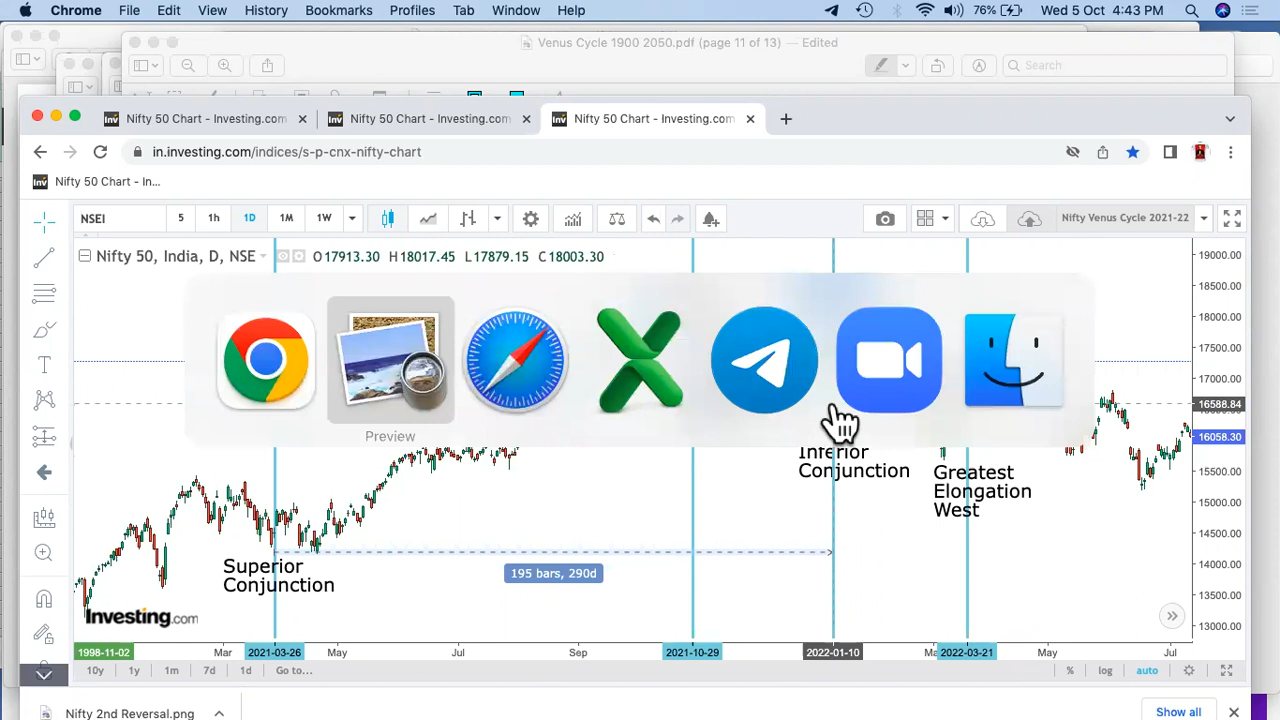 Chrome File Edit View History Bookmarks Profiles Tab Window Help 76% Wed 5 Oct 4:43 PM
Venus Cycle 1900 2050.pdf (page 11 of 13) — Edited
Search
Nifty 50 Chart - Investing.com Nifty 50 Chart - Investing.com Nifty 50 Chart - Investing.com
in.investing.com/indices/s-p-cnx-nifty-chart
Nifty 50 Chart - In...
NSEI 5 1h 1D 1M 1W Nifty Venus Cycle 2021-22
Nifty 50, India, D, NSE O17913.30 H18017.45 L17879.15 C18003.30
19000.00
18500.00
18000.00
17500.00
17000.00
16588.84
16058.30
15500.00
15000.00
14500.00
14000.00
13500.00
13000.00
Preview
Inferior
Conjunction
Greatest
Elongation
West
Superior
Conjunction
195 bars, 290d
Investing.com
1998-11-02 Mar 2021-03-26 May Jul Sep 2021-10-29 2022-01-10 Ma 2022-03-21 May Jul
10y 1y 1m 7d 1d Go to... % log auto
Nifty 2nd Reversal.png Show all